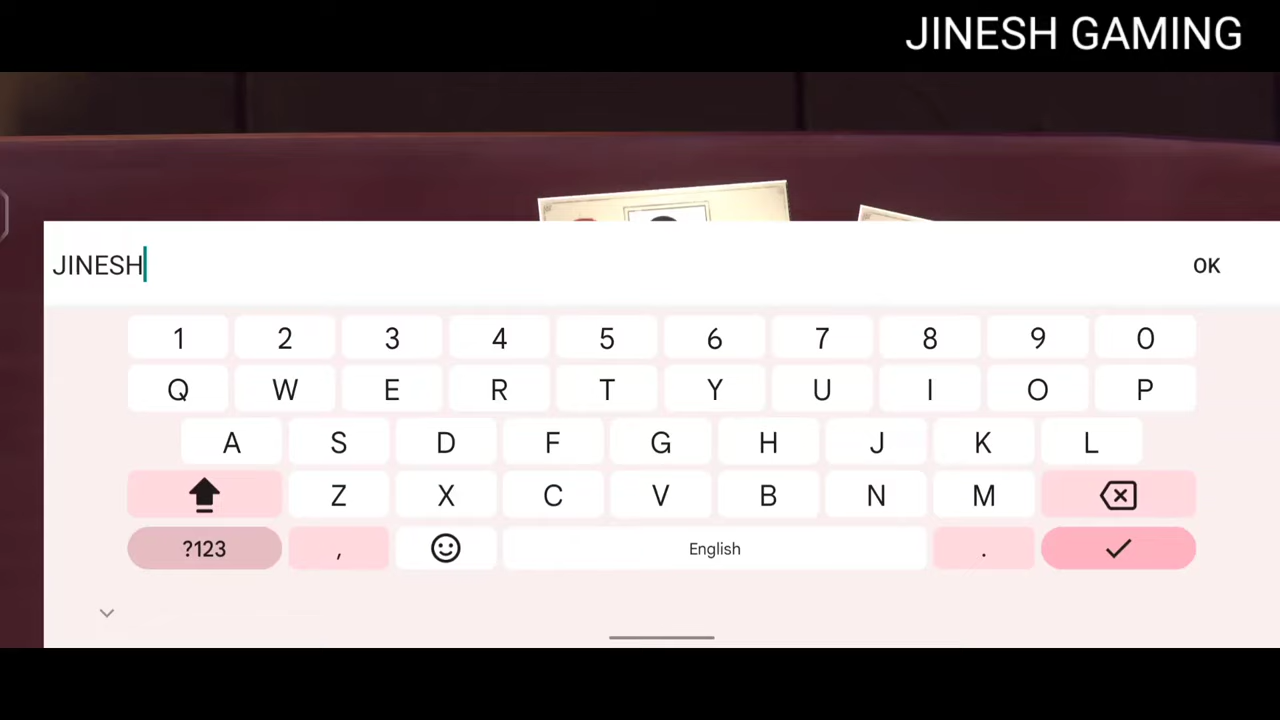 JINESH GAMING
JINESH
OK
1 2 3 4 5 6 7 8 9 0
Q W E R T Y U I O P
A S D F G H J K L
Z X C V B N M
?123 , English .